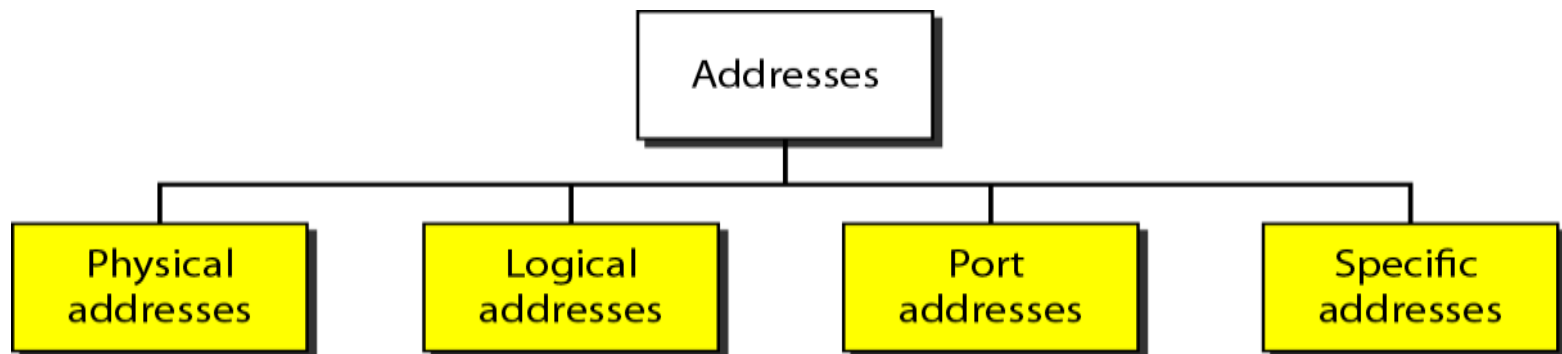 Addresses
Physical
addresses
Logical
addresses
Port
addresses
Specific
addresses